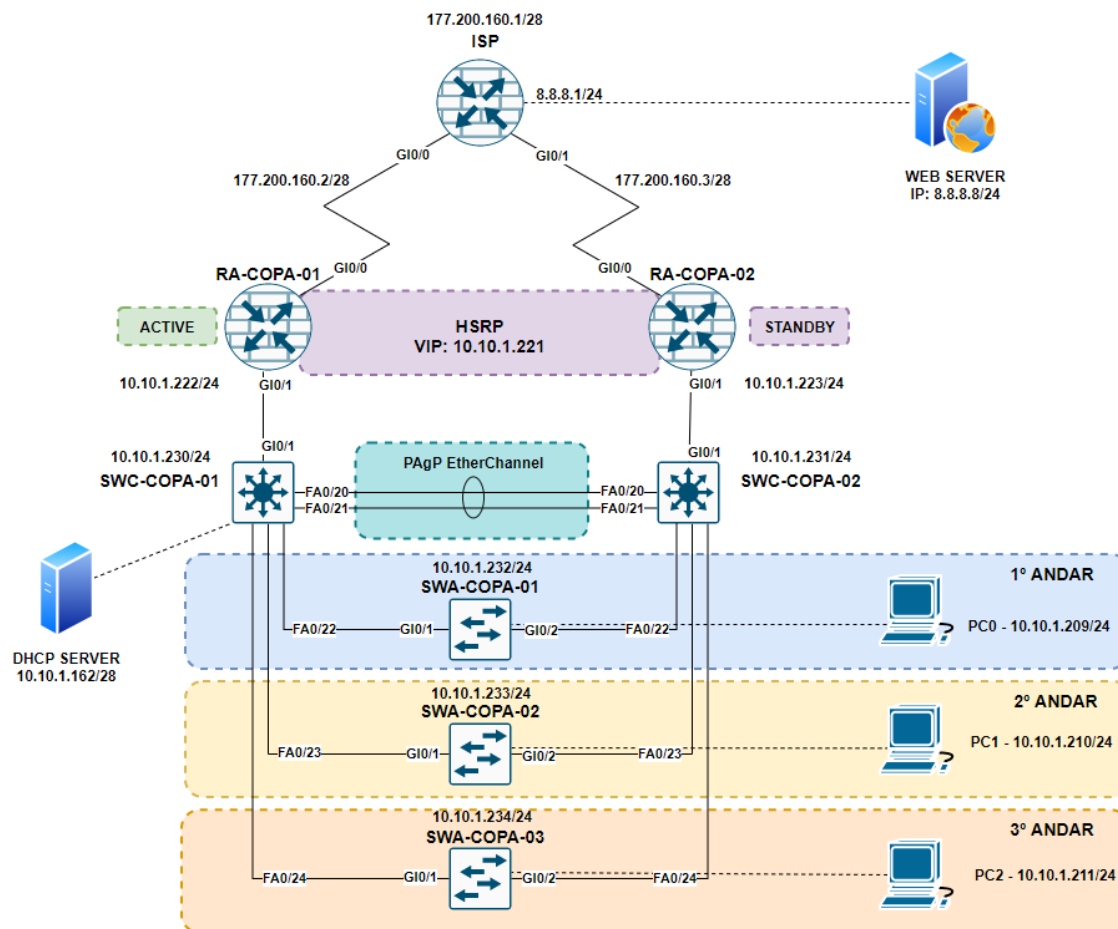 177.200.160.1/28
ISP
8.8.8.1/24
GI0/0
GI0/1
177.200.160.2/28
177.200.160.3/28
WEB SERVER
IP: 8.8.8.8/24
RA-COPA-01
GI0/0
GI0/0
RA-COPA-02
ACTIVE
HSRP
VIP: 10.10.1.221
STANDBY
10.10.1.222/24
GI0/1
GI0/1
10.10.1.223/24
GI0/1
GI0/1
10.10.1.230/24
SWC-COPA-01
PAgP EtherChannel
10.10.1.231/24
SWC-COPA-02
FA0/20
FA0/20
FA0/21
FA0/21
DHCP SERVER
10.10.1.162/28
10.10.1.232/24
SWA-COPA-01
1º ANDAR
FA0/22
GI0/1
GI0/2
FA0/22
PC0 - 10.10.1.209/24
10.10.1.233/24
SWA-COPA-02
2º ANDAR
FA0/23
GI0/1
GI0/2
FA0/23
PC1 - 10.10.1.210/24
10.10.1.234/24
SWA-COPA-03
3º ANDAR
FA0/24
GI0/1
GI0/2
FA0/24
PC2 - 10.10.1.211/24